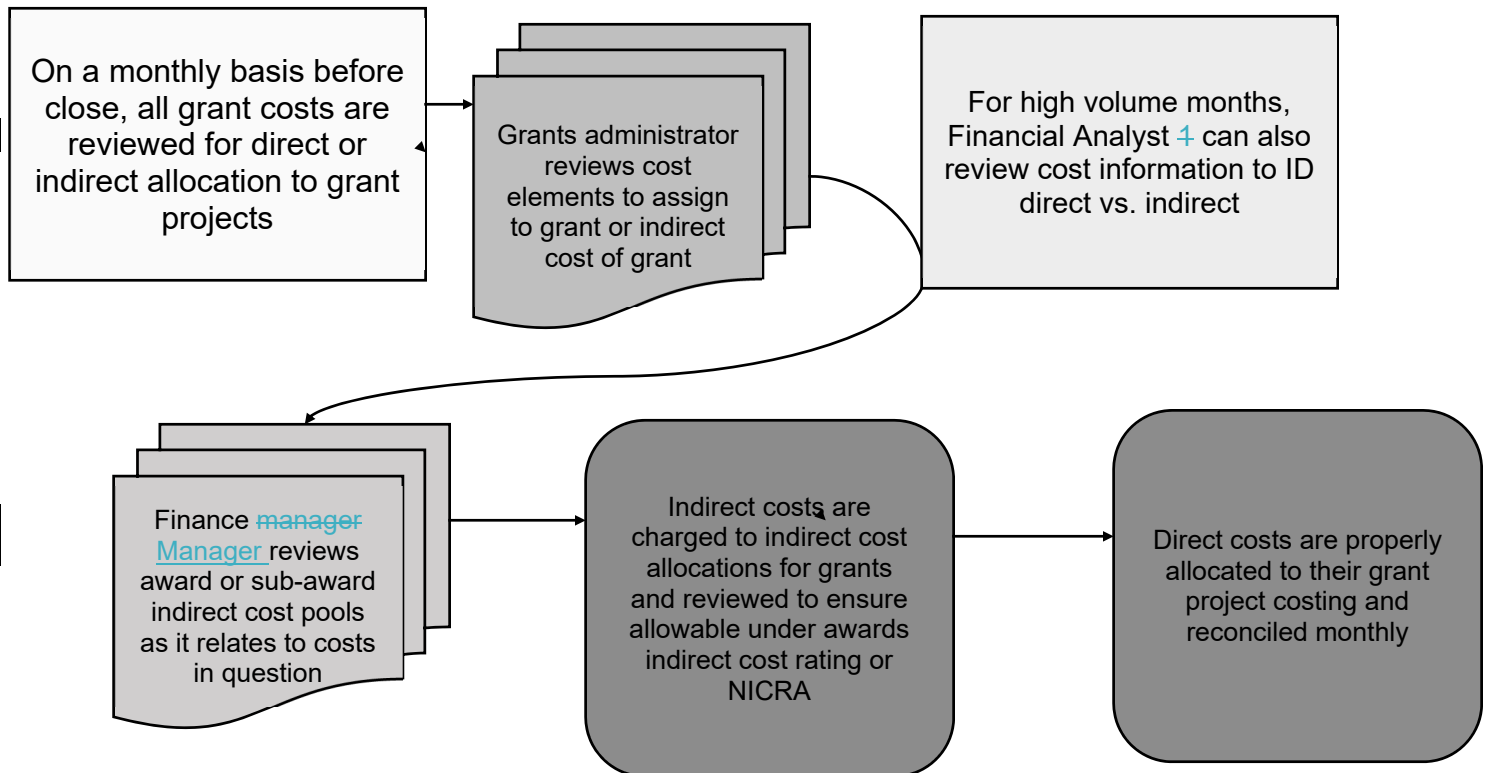 On a monthly basis before
close, all grant costs are
reviewed for direct or
indirect allocation to grant
projects
Grants administrator
reviews cost
elements to assign
to grant or indirect
cost of grant
For high volume months,
Financial Analyst 1 can also
review cost information to ID
direct vs. indirect
Finance manager
Manager reviews
award or sub-award
indirect cost pools
as it relates to costs
in question
Indirect costs are
charged to indirect cost
allocations for grants
and reviewed to ensure
allowable under awards
indirect cost rating or
NICRA
Direct costs are properly
allocated to their grant
project costing and
reconciled monthly